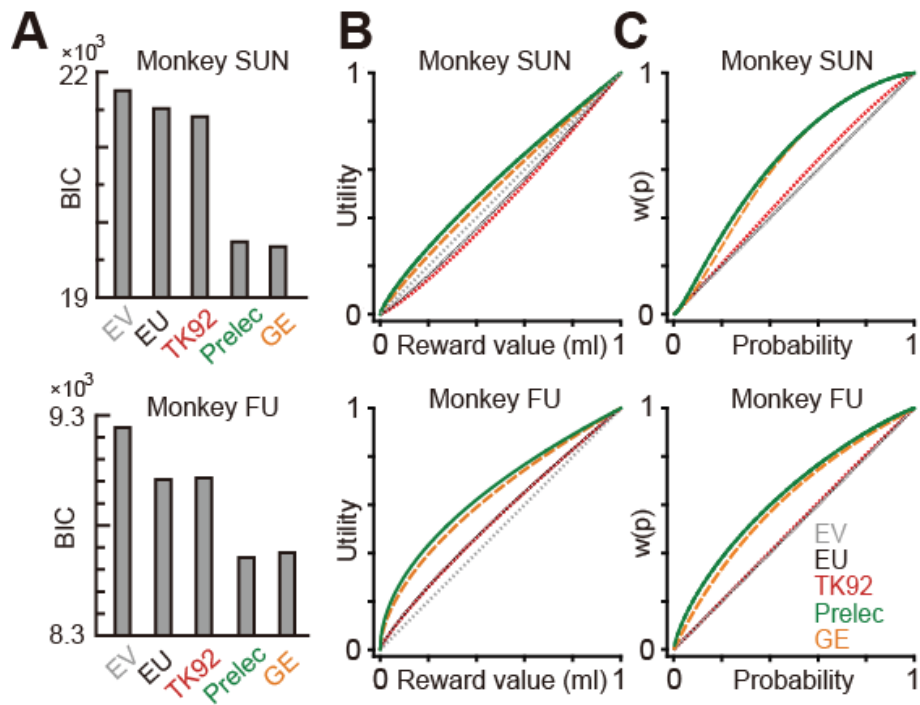 A
B
C
×10³
Monkey SUN
22
BIC
19
EV
EU
TK92
Prelec
GE
Monkey SUN
1
Utility
0
0 Reward value (ml) 1
Monkey SUN
1
w(p)
0
0 Probability 1
×10³
Monkey FU
9.3
BIC
8.3
EV
EU
TK92
Prelec
GE
Monkey FU
1
Utility
0
0 Reward value (ml) 1
Monkey FU
1
w(p)
0
EV
EU
TK92
Prelec
GE
0 Probability 1